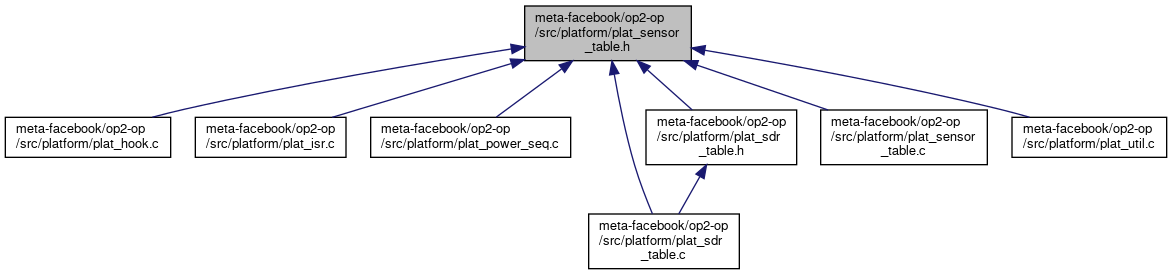 meta-facebook/op2-op
/src/platform/plat_sensor
_table.h
meta-facebook/op2-op
/src/platform/plat_hook.c
meta-facebook/op2-op
/src/platform/plat_isr.c
meta-facebook/op2-op
/src/platform/plat_power_seq.c
meta-facebook/op2-op
/src/platform/plat_sdr
_table.h
meta-facebook/op2-op
/src/platform/plat_sensor
_table.c
meta-facebook/op2-op
/src/platform/plat_util.c
meta-facebook/op2-op
/src/platform/plat_sdr
_table.c